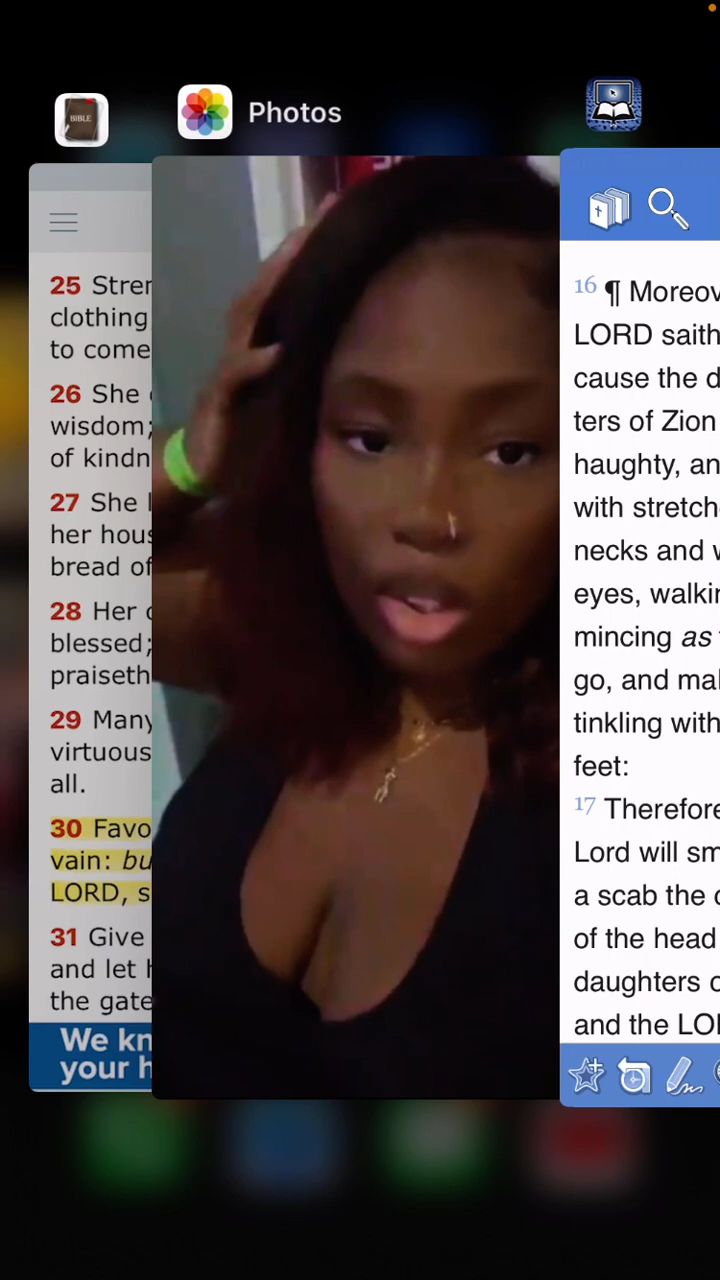 BIBLE
Photos
25 Stren
clothing
to come
26 She
wisdom;
of kindn
27 She
her hous
bread of
28 Her
blessed;
praiseth
29 Many
virtuous
all.
30 Favo
vain: bu
LORD, s
31 Give
and let h
the gate
We kn
your h
16 ¶ Moreov
LORD saith
cause the d
ters of Zion
haughty, an
with stretch
necks and w
eyes, walkin
mincing as
go, and mak
tinkling with
feet:
17 Therefore
Lord will sm
a scab the c
of the head
daughters o
and the LOR